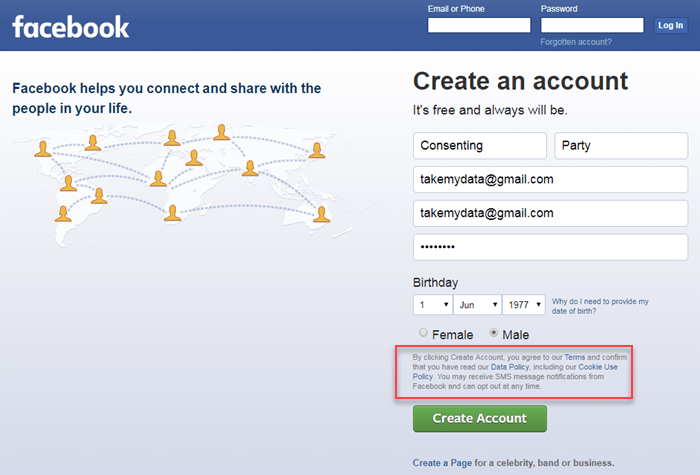 facebook
Email or Phone
Password
Log In
Forgotten account?
Facebook helps you connect and share with the
people in your life.
Create an account
It's free and always will be.
Consenting
Party
takemydata@gmail.com
takemydata@gmail.com
••••••••
Birthday
1 Jun 1977
Why do I need to provide my
date of birth?
Female Male
By clicking Create Account, you agree to our Terms and confirm
that you have read our Data Policy, including our Cookie Use
Policy. You may receive SMS message notifications from
Facebook and can opt out at any time.
Create Account
Create a Page for a celebrity, band or business.